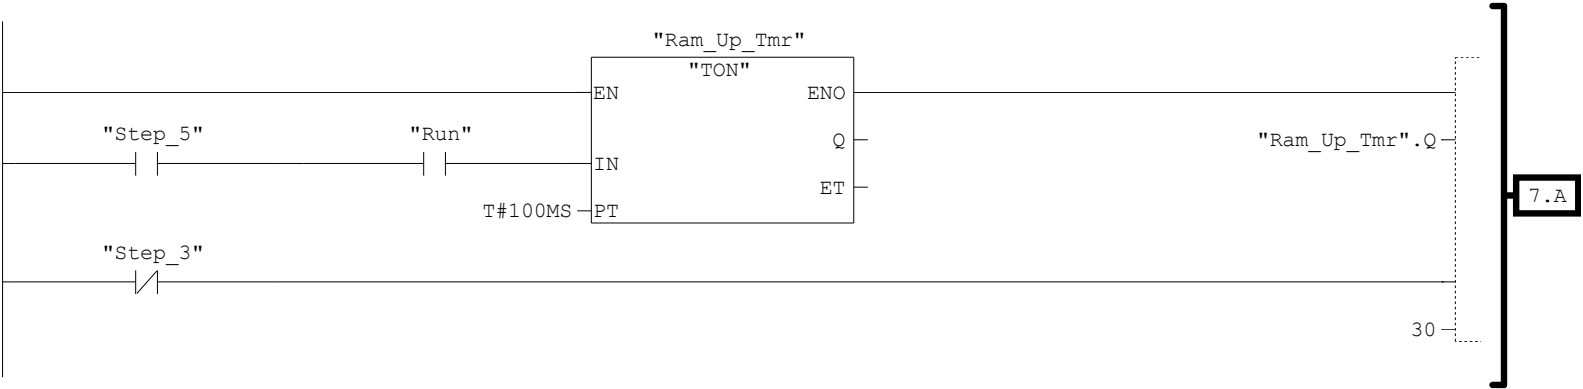 "Ram_Up_Tmr"
"TON"
EN ENO
"Step_5" "Run" Q "Ram_Up_Tmr".Q
IN
ET
7.A
T#100MS PT
"Step_3"
30